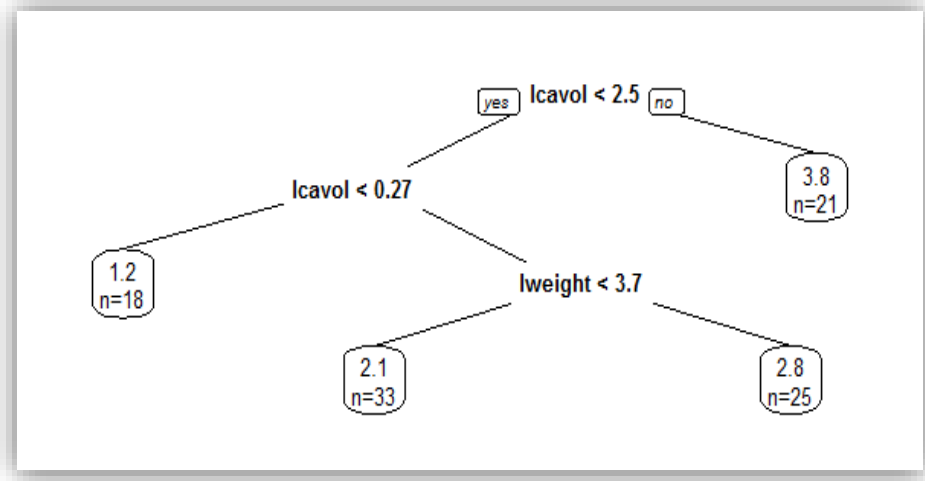 yes lcavol < 2.5 no
3.8
n=21
lcavol < 0.27
1.2
n=18
lweight < 3.7
2.1
n=33
2.8
n=25